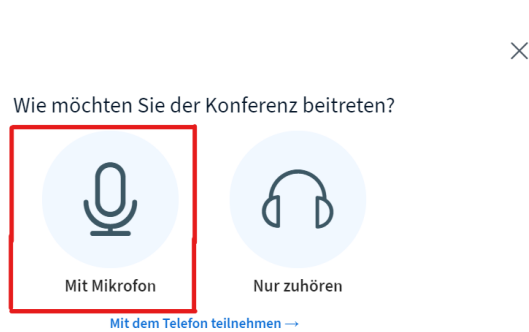 Wie möchten Sie der Konferenz beitreten?
Mit Mikrofon
Nur zuhören
Mit dem Telefon teilnehmen →